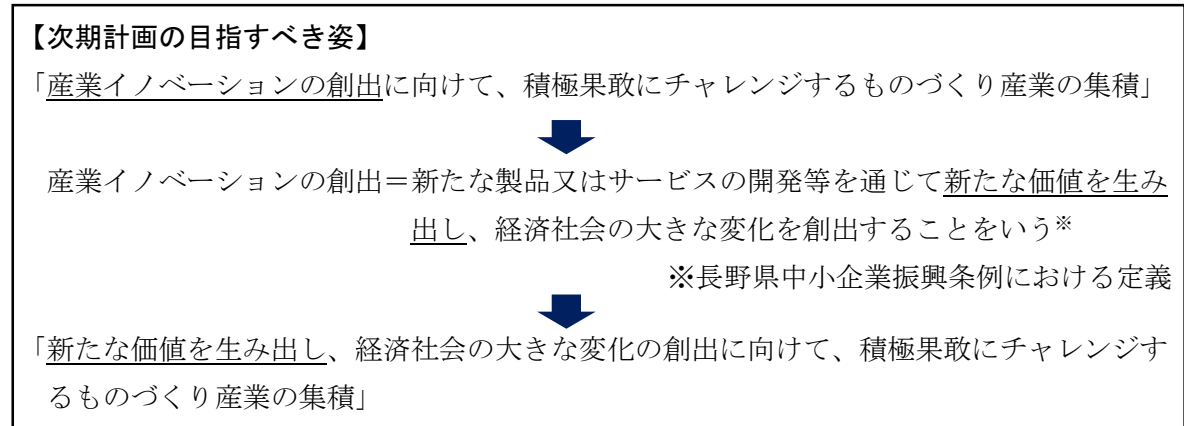 【次期計画の目指すべき姿】
「産業イノベーションの創出に向けて、積極果敢にチャレンジするものづくり産業の集積」
産業イノベーションの創出＝新たな製品又はサービスの開発等を通じて新たな価値を生み
出し、経済社会の大きな変化を創出することをいう※
※長野県中小企業振興条例における定義
「新たな価値を生み出し、経済社会の大きな変化の創出に向けて、積極果敢にチャレンジす
るものづくり産業の集積」